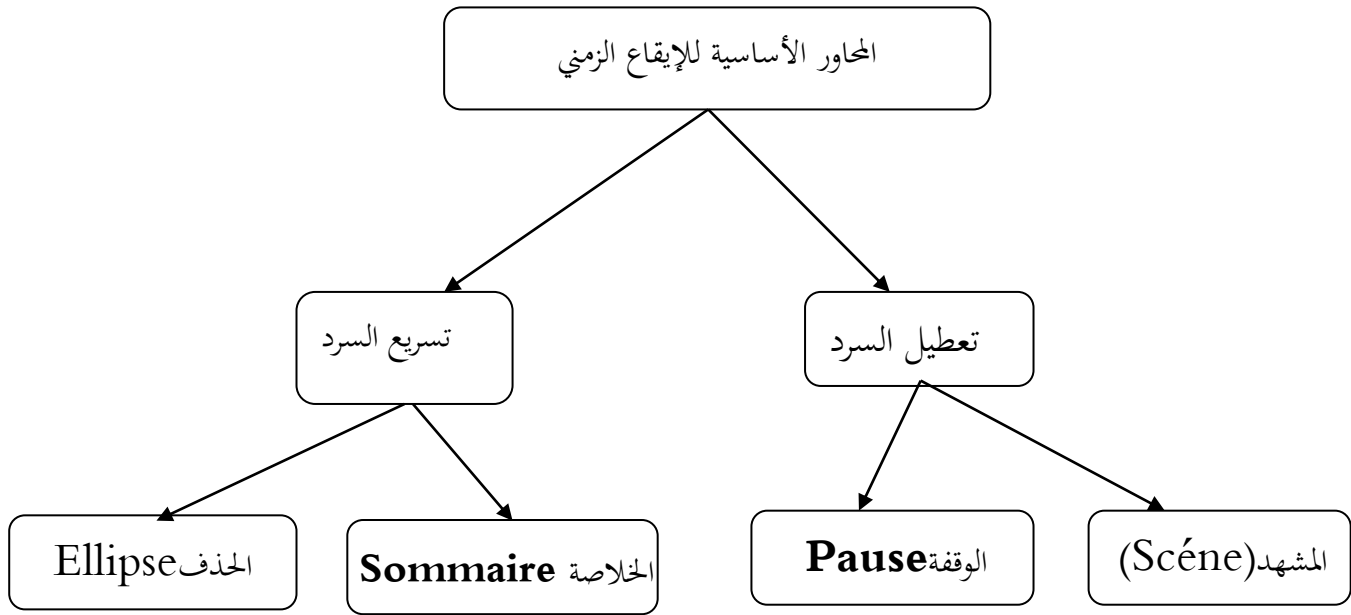 المحاور الأساسية للإيقاع الزمني
تعطيل السرد
تسريع السرد
المشهد(Scéne)
الوقفةPause
الخلاصة Sommaire
الحذفEllipse